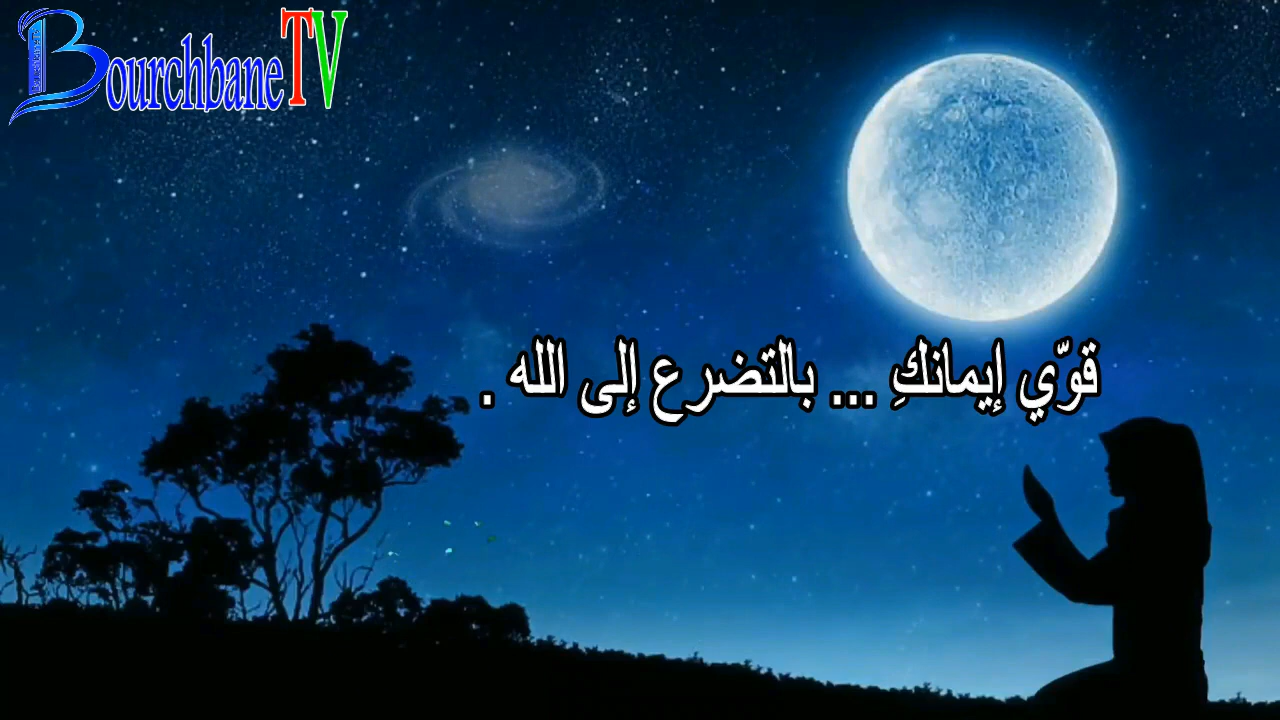 BourchbaneTV
قوّي إيمانكِ ... بالتضرع إلى الله .